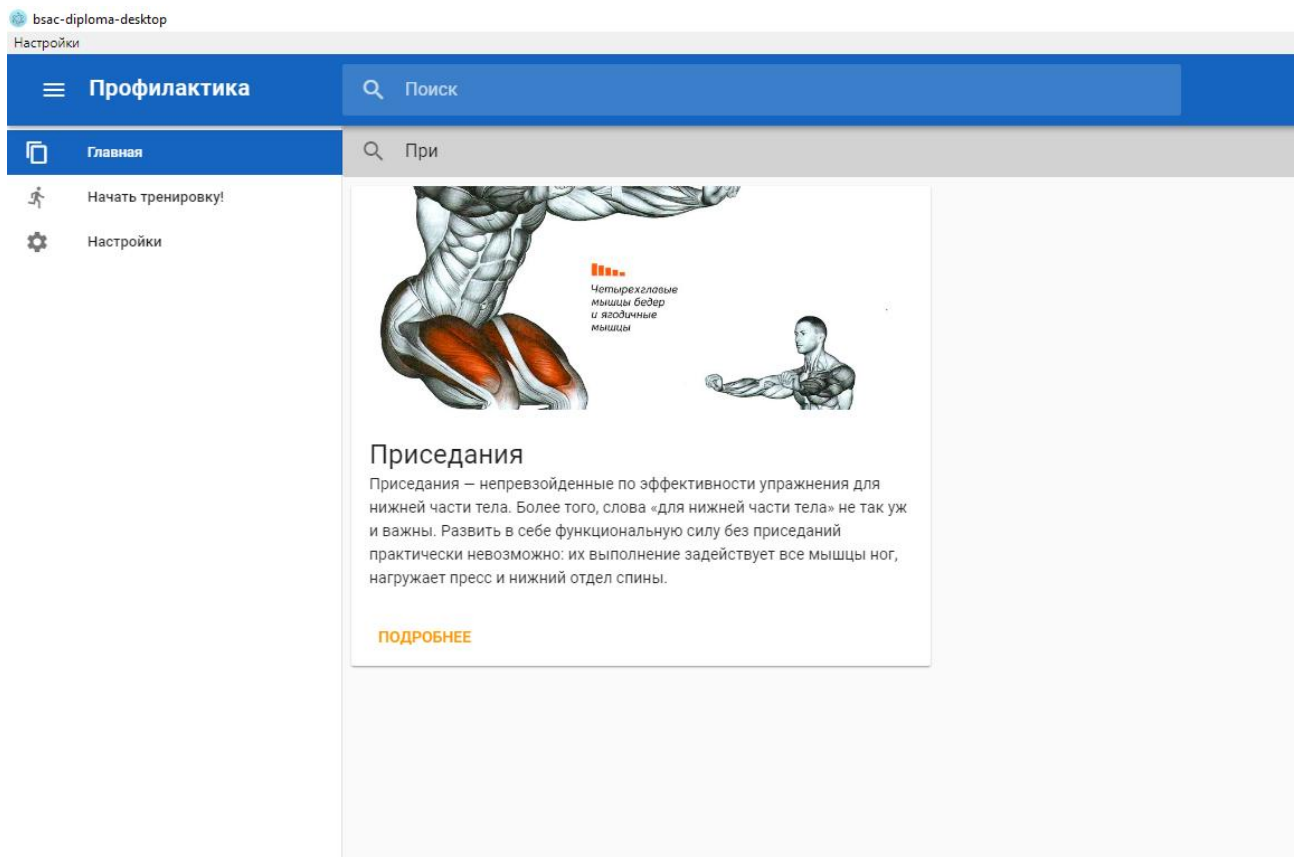 bsac-diploma-desktop
Настройки
Профилактика
Поиск
Главная
Начать тренировку!
Настройки
При
Четырехглавые
мышцы бедер
и ягодичные
мышцы
Приседания
Приседания — непревзойденные по эффективности упражнения для
нижней части тела. Более того, слова «для нижней части тела» не так уж
и важны. Развить в себе функциональную силу без приседаний
практически невозможно: их выполнение задействует все мышцы ног,
нагружает пресс и нижний отдел спины.
ПОДРОБНЕЕ